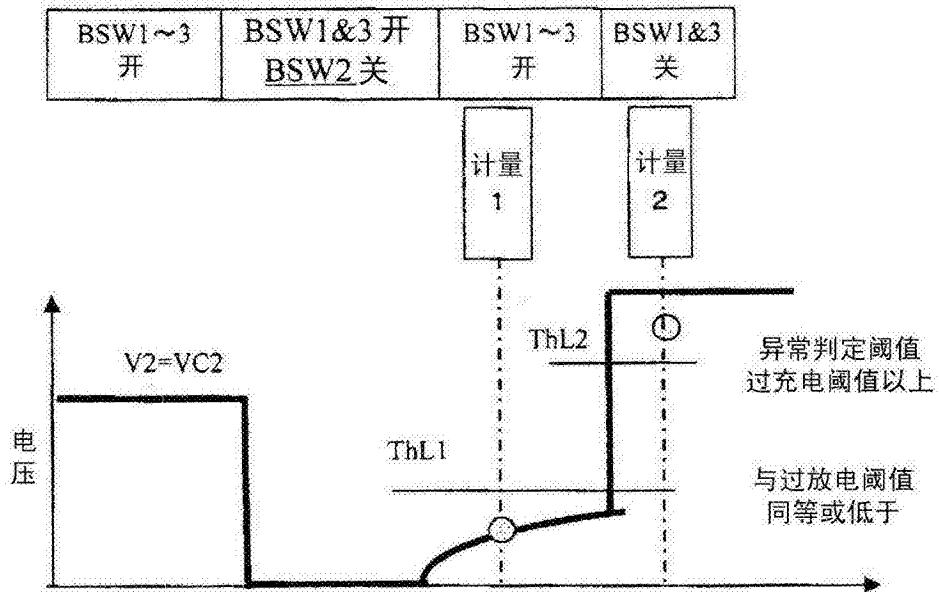 BSW1～3
开
BSW1&3 开
BSW2 关
BSW1～3
开
BSW1&3
关
计量
1
计量
2
V2=VC2
ThL2
异常判定阈值
过充电阈值以上
电
压
ThL1
与过放电阈值
同等或低于